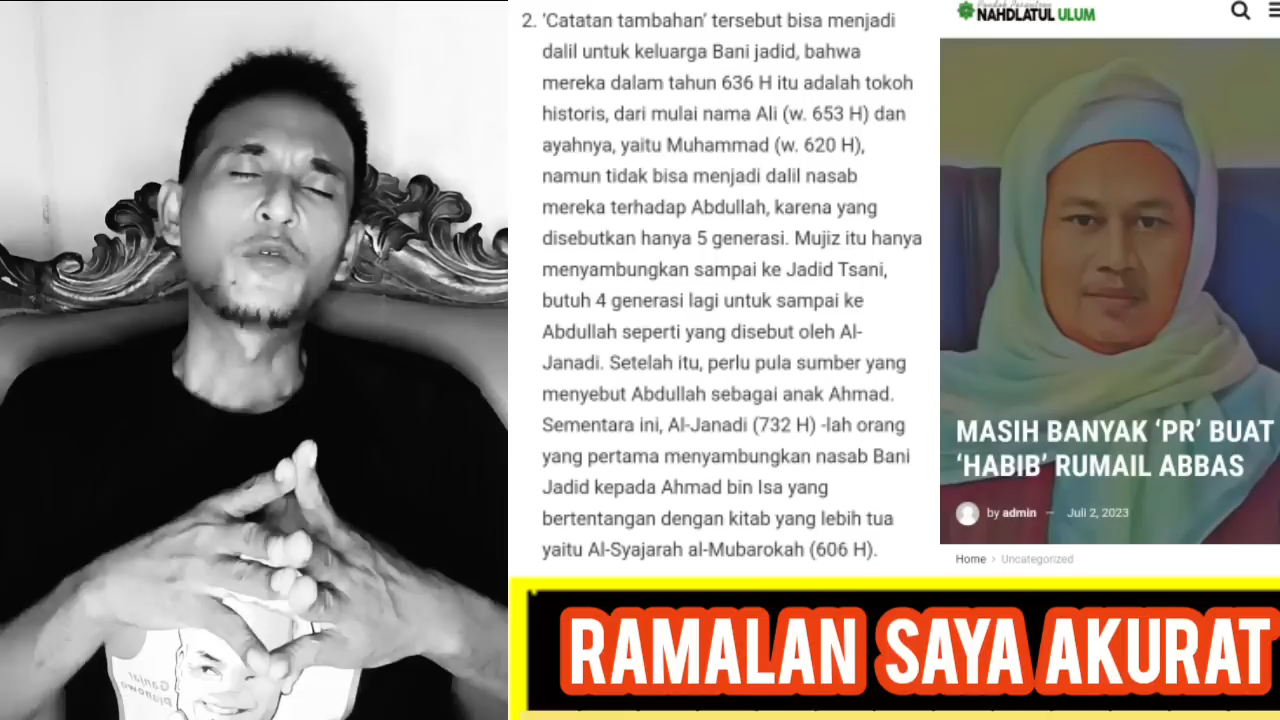 2. ‘Catatan tambahan’ tersebut bisa menjadi
dalil untuk keluarga Bani jadid, bahwa
mereka dalam tahun 636 H itu adalah tokoh
historis, dari mulai nama Ali (w. 653 H) dan
ayahnya, yaitu Muhammad (w. 620 H),
namun tidak bisa menjadi dalil nasab
mereka terhadap Abdullah, karena yang
disebutkan hanya 5 generasi. Mujiz itu hanya
menyambungkan sampai ke Jadid Tsani,
butuh 4 generasi lagi untuk sampai ke
Abdullah seperti yang disebut oleh Al-
Janadi. Setelah itu, perlu pula sumber yang
menyebut Abdullah sebagai anak Ahmad.
Sementara ini, Al-Janadi (732 H) -lah orang
yang pertama menyambungkan nasab Bani
Jadid kepada Ahmad bin Isa yang
bertentangan dengan kitab yang lebih tua
yaitu Al-Syajarah al-Mubarokah (606 H).
NAHDLATUL ULUM
MASIH BANYAK ‘PR’ BUAT
‘HABIB’ RUMAIL ABBAS
by admin — Juli 2, 2023
Home > Uncategorized
RAMALAN SAYA AKURAT
Ganjar
pranowo